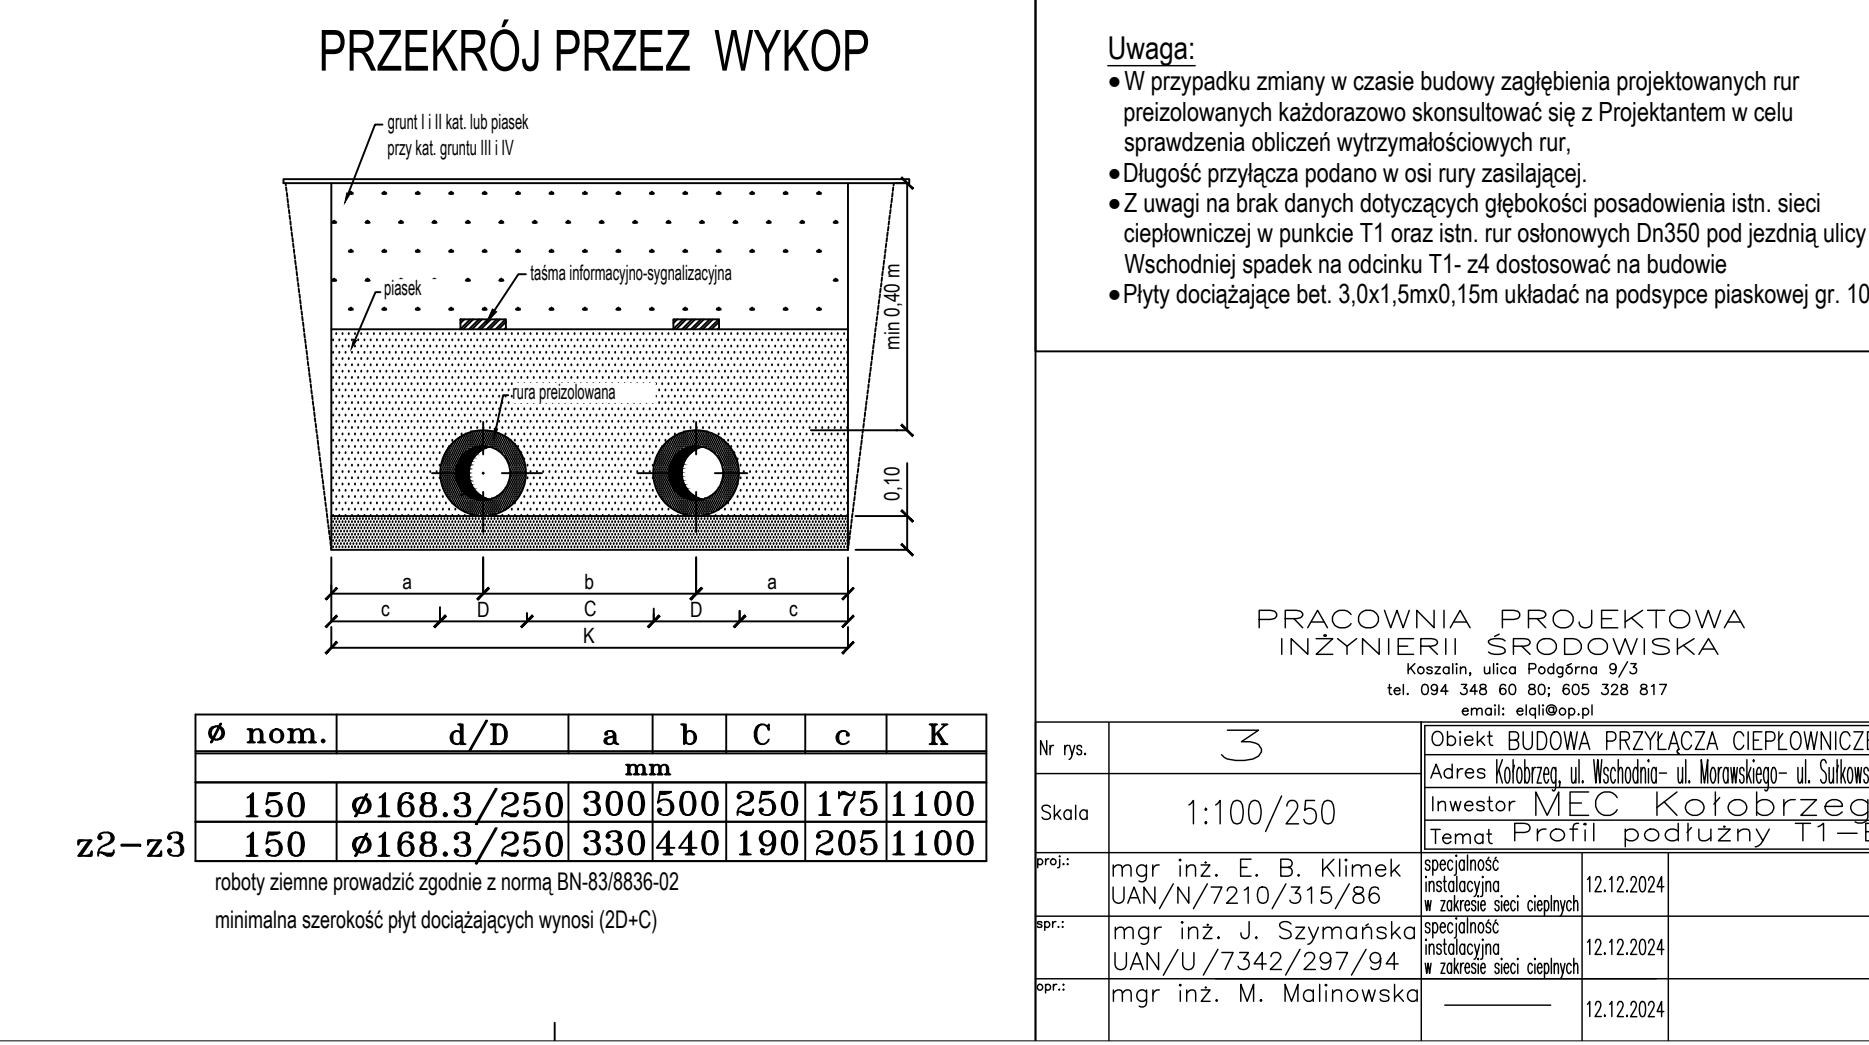 PRZEKRÓJ PRZEZ WYKOP
grunt I i II kat. lub piasek
przy kat. gruntu III i IV
taśma informacyjno-sygnalizacyjna
piasek
min 0,40 m
rura preizolowana
0,10
a b a
c D C D c
K
ø nom. d/D a b C c K
mm
150 ø168.3/250 300 500 250 175 1100
z2-z3 150 ø168.3/250 330 440 190 205 1100
roboty ziemne prowadzić zgodnie z normą BN-83/8836-02
minimalna szerokość płyt dociążających wynosi (2D+C)
Uwaga:
• W przypadku zmiany w czasie budowy zagłębienia projektowanych rur
preizolowanych każdorazowo skonsultować się z Projektantem w celu
sprawdzenia obliczeń wytrzymałościowych rur,
• Długość przyłącza podano w osi rury zasilającej.
• Z uwagi na brak danych dotyczących głębokości posadowienia istn. sieci
ciepłowniczej w punkcie T1 oraz istn. rur osłonowych Dn350 pod jezdnią ulicy
Wschodniej spadek na odcinku T1- z4 dostosować na budowie
• Płyty dociążające bet. 3,0x1,5mx0,15m układać na podsypce piaskowej gr. 10
PRACOWNIA PROJEKTOWA
INŻYNIERII ŚRODOWISKA
Koszalin, ulica Podgórna 9/3
tel. 094 348 60 80; 605 328 817
email: elqli@op.pl
Nr rys. 3
Obiekt BUDOWA PRZYŁĄCZA CIEPŁOWNICZE
Adres Kołobrzeg, ul. Wschodnia- ul. Morawskiego- ul. Sułkows
Skala 1:100/250
Inwestor MEC Kołobrzeg
Temat Profil podłużny T1-
proj.: mgr inż. E. B. Klimek
UAN/N/7210/315/86
specjalność
instalacyjna
w zakresie sieci cieplnych
12.12.2024
spr.: mgr inż. J. Szymańska
UAN/U/7342/297/94
specjalność
instalacyjna
w zakresie sieci cieplnych
12.12.2024
opr.: mgr inż. M. Malinowska
12.12.2024